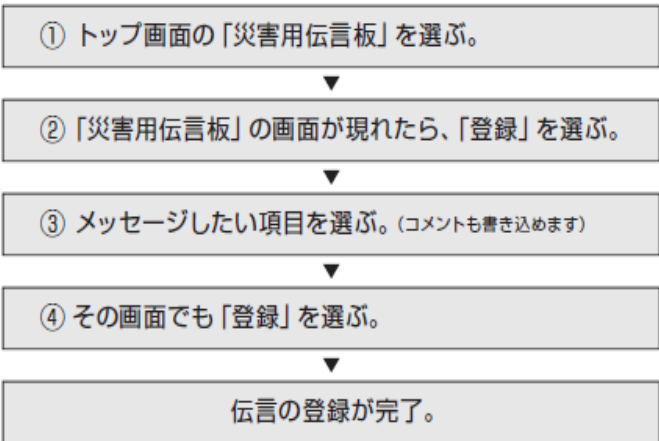 ① トップ画面の「災害用伝言板」を選ぶ。
▼
②「災害用伝言板」の画面が現れたら、「登録」を選ぶ。
▼
③ メッセージしたい項目を選ぶ。(コメントも書き込めます)
▼
④ その画面でも「登録」を選ぶ。
▼
伝言の登録が完了。